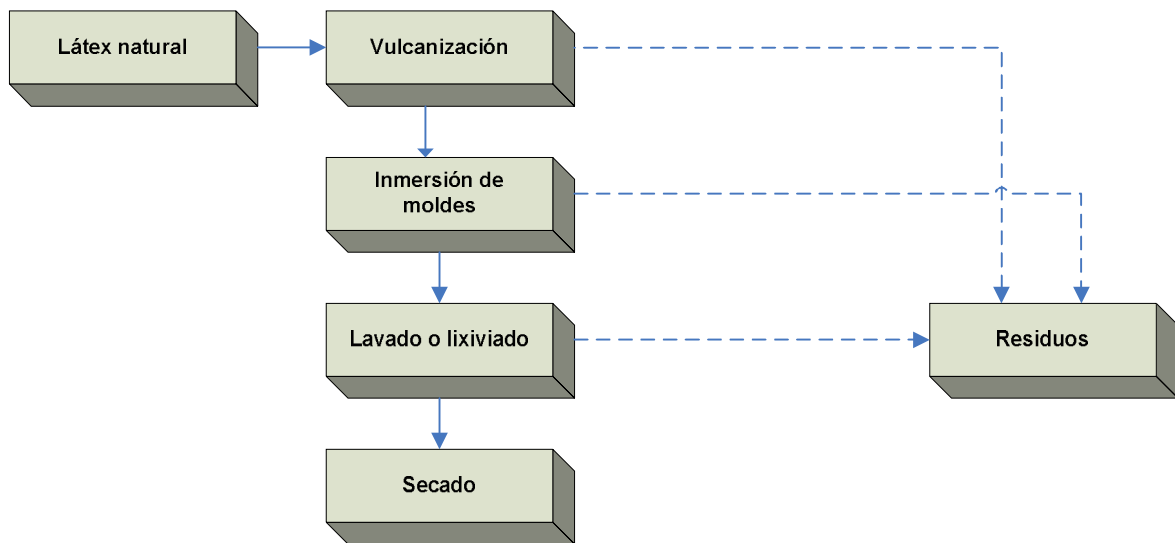 Látex natural
Vulcanización
Inmersión de
moldes
Lavado o lixiviado
Residuos
Secado